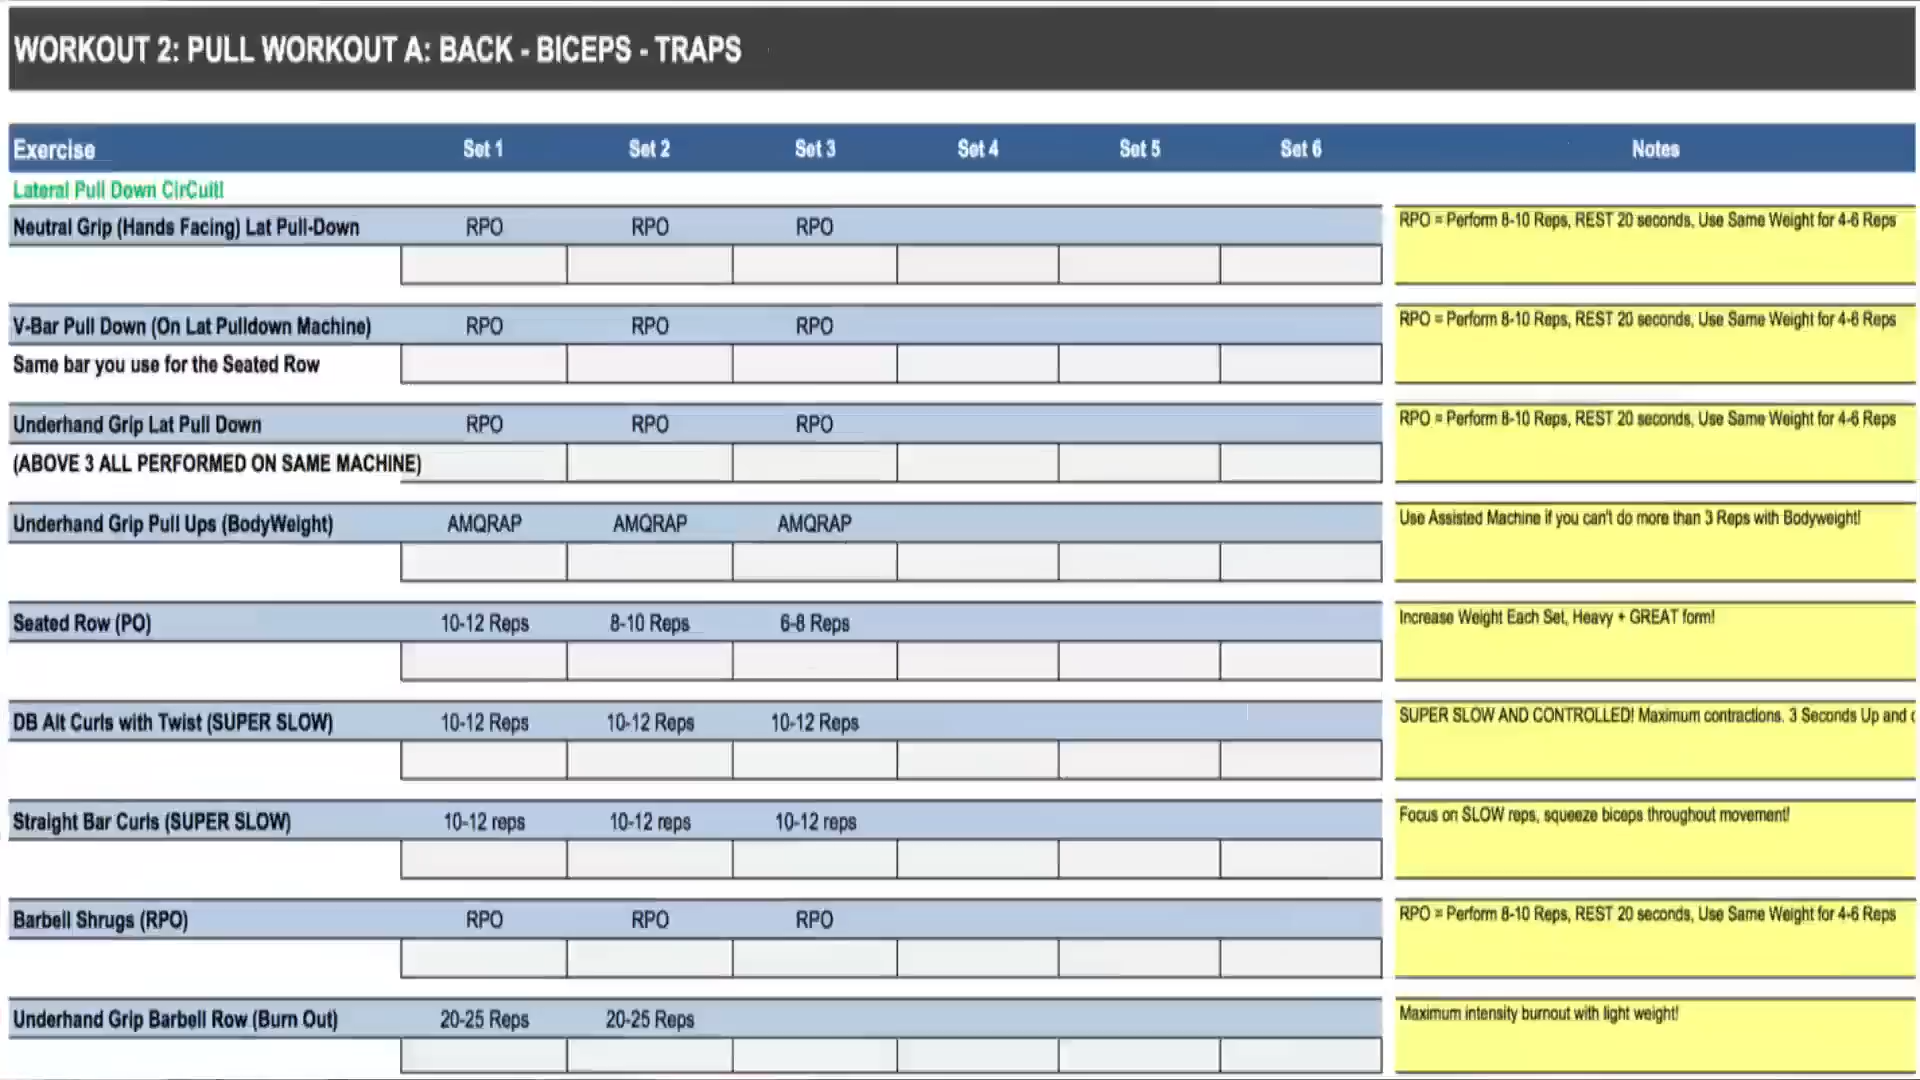 WORKOUT 2: PULL WORKOUT A: BACK - BICEPS - TRAPS
Exercise Set 1 Set 2 Set 3 Set 4 Set 5 Set 6 Notes
Lateral Pull Down CirCuit!
Neutral Grip (Hands Facing) Lat Pull-Down RPO RPO RPO RPO = Perform 8-10 Reps, REST 20 seconds, Use Same Weight for 4-6 Reps
V-Bar Pull Down (On Lat Pulldown Machine) RPO RPO RPO RPO = Perform 8-10 Reps, REST 20 seconds, Use Same Weight for 4-6 Reps
Same bar you use for the Seated Row
Underhand Grip Lat Pull Down RPO RPO RPO RPO = Perform 8-10 Reps, REST 20 seconds, Use Same Weight for 4-6 Reps
(ABOVE 3 ALL PERFORMED ON SAME MACHINE)
Underhand Grip Pull Ups (BodyWeight) AMQRAP AMQRAP AMQRAP Use Assisted Machine if you can't do more than 3 Reps with Bodyweight!
Seated Row (PO) 10-12 Reps 8-10 Reps 6-8 Reps Increase Weight Each Set, Heavy + GREAT form!
DB Alt Curls with Twist (SUPER SLOW) 10-12 Reps 10-12 Reps 10-12 Reps SUPER SLOW AND CONTROLLED! Maximum contractions. 3 Seconds Up and
Straight Bar Curls (SUPER SLOW) 10-12 reps 10-12 reps 10-12 reps Focus on SLOW reps, squeeze biceps throughout movement!
Barbell Shrugs (RPO) RPO RPO RPO RPO = Perform 8-10 Reps, REST 20 seconds, Use Same Weight for 4-6 Reps
Underhand Grip Barbell Row (Burn Out) 20-25 Reps 20-25 Reps Maximum intensity burnout with light weight!